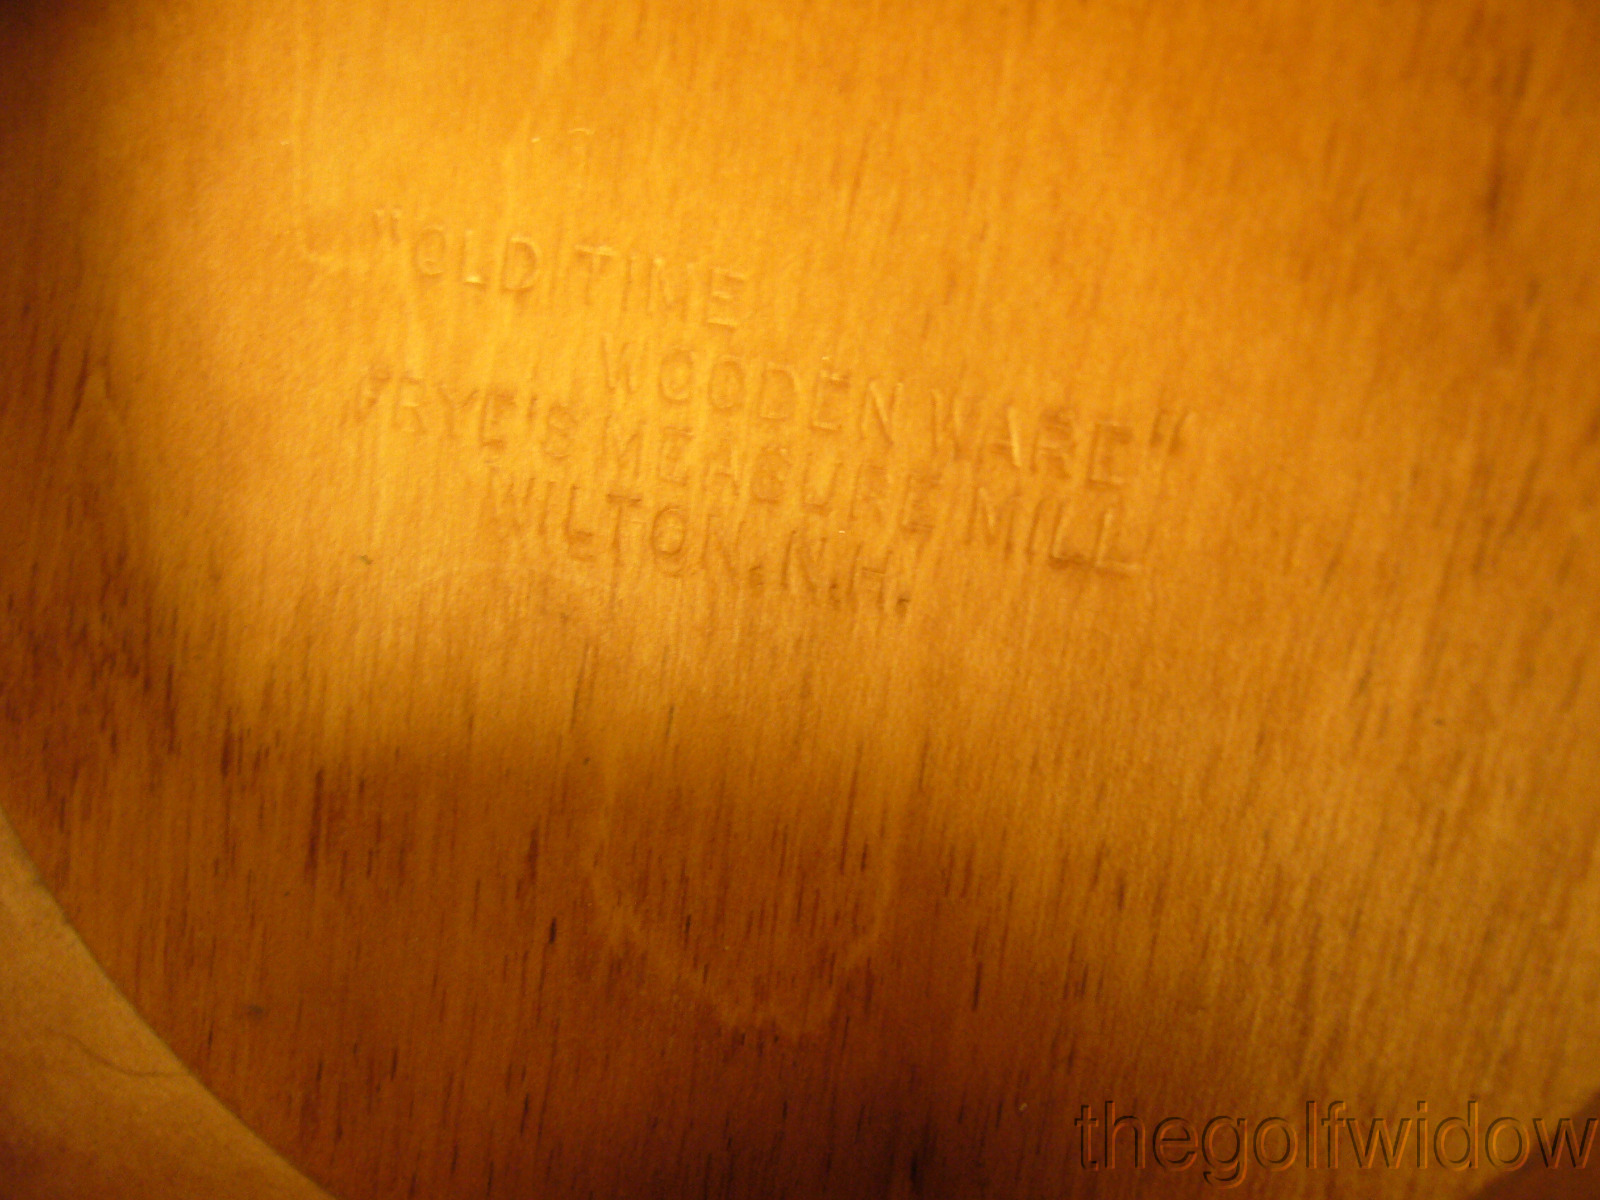 "OLD TIME
WOODEN WARE"
FRYE'S MEASURE MILL
WILTON. N.H.
thegolfwidow